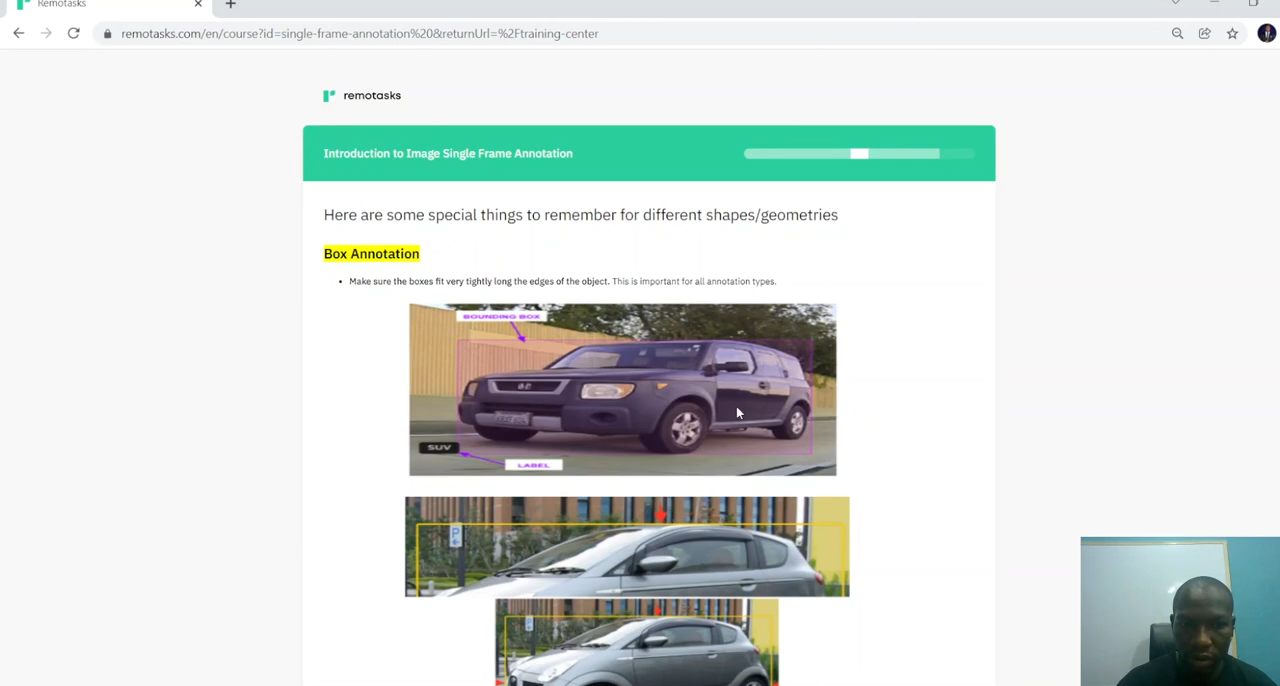 Remotasks
remotasks.com/en/course?id=single-frame-annotation%20&returnUrl=%2Ftraining-center
remotasks
Introduction to Image Single Frame Annotation
Here are some special things to remember for different shapes/geometries
Box Annotation
• Make sure the boxes fit very tightly long the edges of the object. This is important for all annotation types.
BOUNDING BOX
SUV
LABEL
P